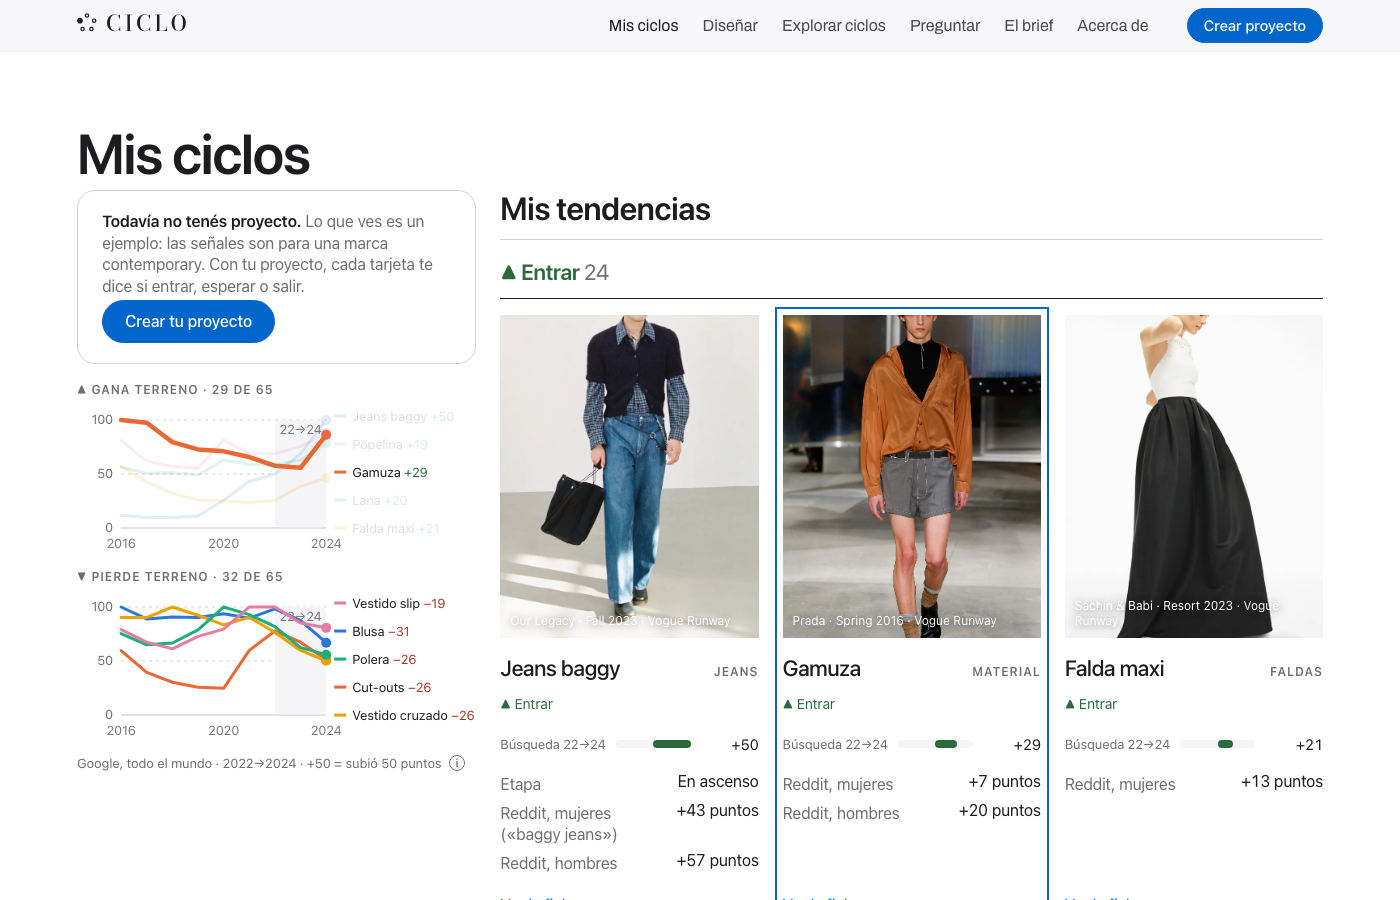 CICLO
Mis ciclos
Diseñar
Explorar ciclos
Preguntar
El brief
Acerca de
Crear proyecto
Mis ciclos
Todavía no tenés proyecto. Lo que ves es un
ejemplo: las señales son para una marca
contemporary. Con tu proyecto, cada tarjeta te
dice si entrar, esperar o salir.
Crear tu proyecto
▲ GANA TERRENO · 29 DE 65
100
50
0
2016
2020
2024
22→24
Jeans baggy +50
Popelina +19
Gamuza +29
Lana +20
Falda maxi +21
▼ PIERDE TERRENO · 32 DE 65
100
50
0
2016
2020
2024
22→24
Vestido slip −19
Blusa −31
Polera −26
Cut-outs −26
Vestido cruzado −26
Google, todo el mundo · 2022→2024 · +50 = subió 50 puntos
Mis tendencias
▲ Entrar 24
Our Legacy · Fall 2023 · Vogue Runway
Jeans baggy
JEANS
▲ Entrar
Búsqueda 22→24
+50
Etapa
En ascenso
Reddit, mujeres
(«baggy jeans»)
+43 puntos
Reddit, hombres
+57 puntos
Prada · Spring 2016 · Vogue Runway
Gamuza
MATERIAL
▲ Entrar
Búsqueda 22→24
+29
Reddit, mujeres
+7 puntos
Reddit, hombres
+20 puntos
Sachin & Babi · Resort 2023 · Vogue
Runway
Falda maxi
FALDAS
▲ Entrar
Búsqueda 22→24
+21
Reddit, mujeres
+13 puntos